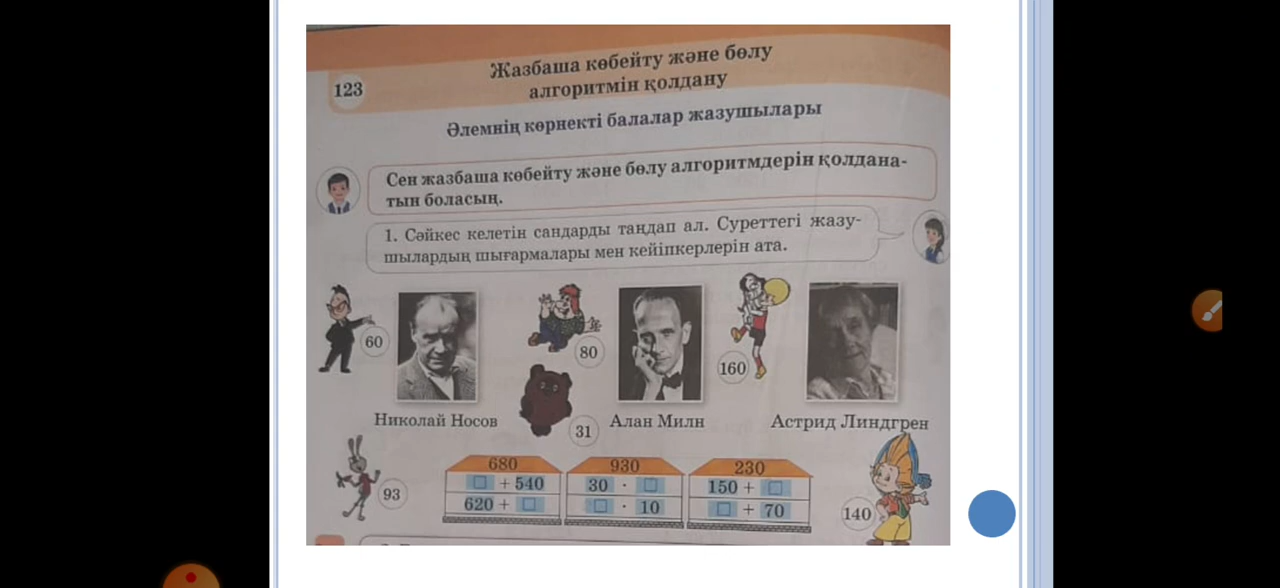 123
Жазбаша көбейту және бөлу
алгоритмін қолдану
Әлемнің көрнекті балалар жазушылары
Сен жазбаша көбейту және бөлу алгоритмдерін қолдана-
тын боласың.
1. Сәйкес келетін сандарды таңдап ал. Суреттегі жазу-
шылардың шығармалары мен кейіпкерлерін ата.
60
80
160
31
Николай Носов
Алан Милн
Астрид Линдгрен
93
680
□ + 540
620 + □
930
30 · □
□ · 10
230
150 + □
□ + 70
140